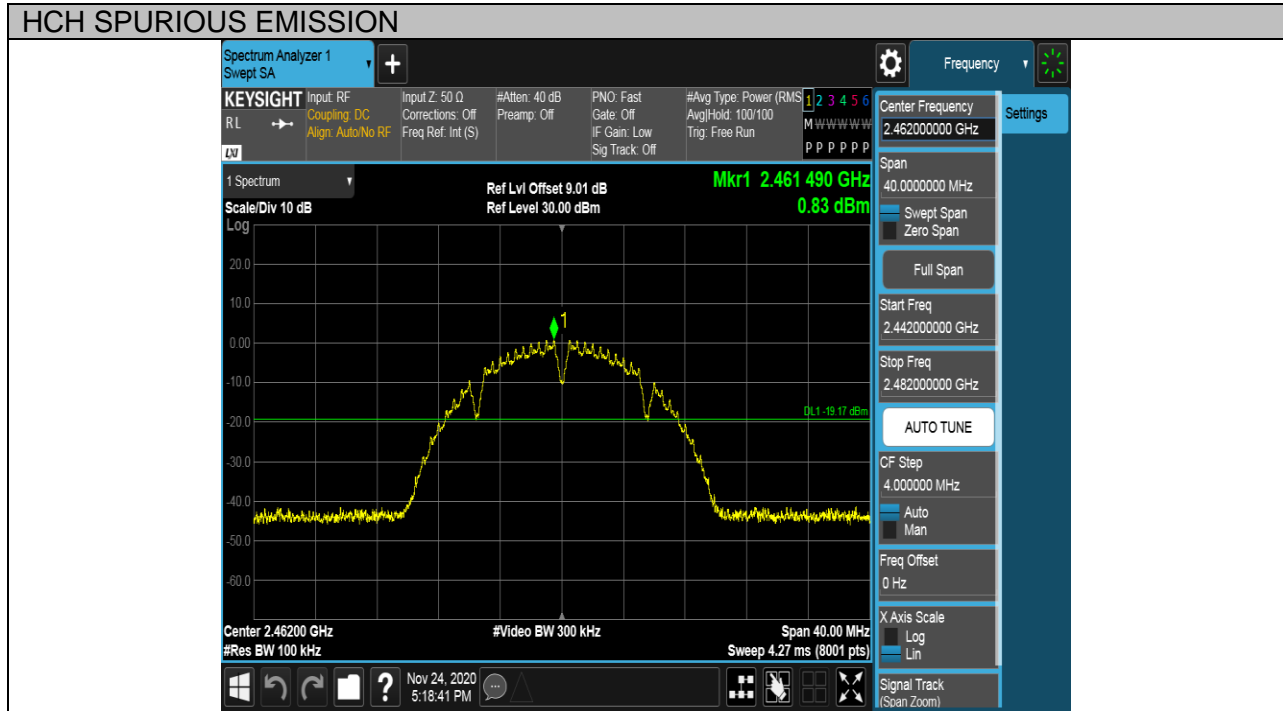 HCH SPURIOUS EMISSION
Spectrum Analyzer 1
Swept SA
+
Frequency
KEYSIGHT
RL
LXI
Input: RF
Coupling: DC
Align: Auto/No RF
Input Z: 50 Ω
Corrections: Off
Freq Ref: Int (S)
#Atten: 40 dB
Preamp: Off
PNO: Fast
Gate: Off
IF Gain: Low
Sig Track: Off
#Avg Type: Power (RMS
Avg|Hold: 100/100
Trig: Free Run
1 2 3 4 5 6
M W W W W W
P P P P P P
Center Frequency
2.462000000 GHz
Settings
1 Spectrum
Scale/Div 10 dB
Ref Lvl Offset 9.01 dB
Ref Level 30.00 dBm
Mkr1 2.461 490 GHz
0.83 dBm
Log
20.0
10.0
0.00
-10.0
-20.0
-30.0
-40.0
-50.0
-60.0
1
DL1 -19.17 dBm
Center 2.46200 GHz
#Res BW 100 kHz
#Video BW 300 kHz
Span 40.00 MHz
Sweep 4.27 ms (8001 pts)
Span
40.0000000 MHz
Swept Span
Zero Span
Full Span
Start Freq
2.442000000 GHz
Stop Freq
2.482000000 GHz
AUTO TUNE
CF Step
4.000000 MHz
Auto
Man
Freq Offset
0 Hz
X Axis Scale
Log
Lin
Signal Track
(Span Zoom)
?
Nov 24, 2020
5:18:41 PM